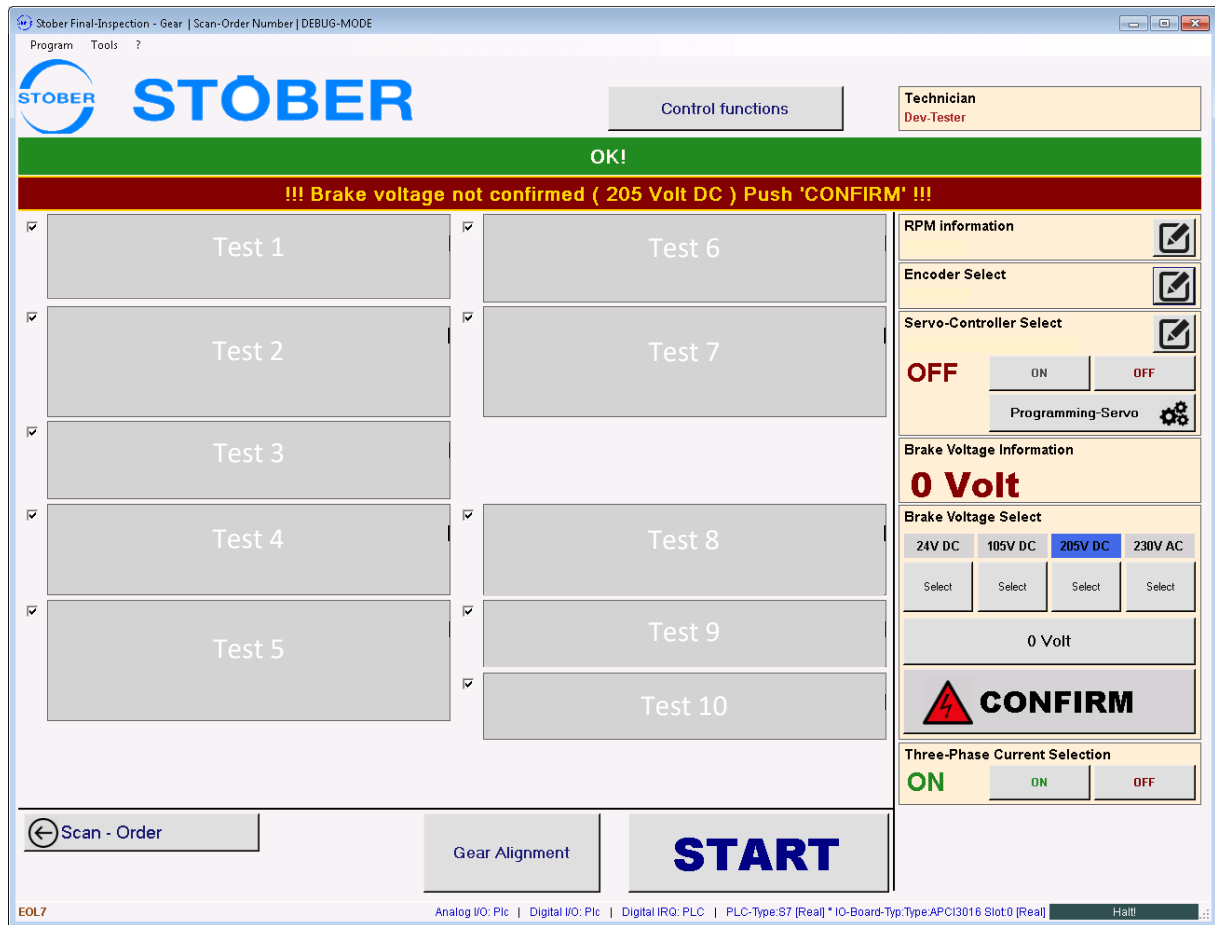 Stober Final-Inspection - Gear | Scan-Order Number | DEBUG-MODE
Program Tools ?
STOBER
STÖBER
Control functions
Technician
Dev-Tester
OK!
!!! Brake voltage not confirmed ( 205 Volt DC ) Push 'CONFIRM' !!!
Test 1
Test 2
Test 3
Test 4
Test 5
Test 6
Test 7
Test 8
Test 9
Test 10
RPM information
Encoder Select
Servo-Controller Select
OFF ON OFF
Programming-Servo
Brake Voltage Information
0 Volt
Brake Voltage Select
24V DC 105V DC 205V DC 230V AC
Select Select Select Select
0 Volt
CONFIRM
Three-Phase Current Selection
ON ON OFF
Scan - Order
Gear Alignment
START
EOL7
Analog I/O: Plc | Digital I/O: Plc | Digital IRQ: PLC | PLC-Type:S7 [Real] * IO-Board-Typ:Type:APCI3016 Slot:0 [Real] Halt!